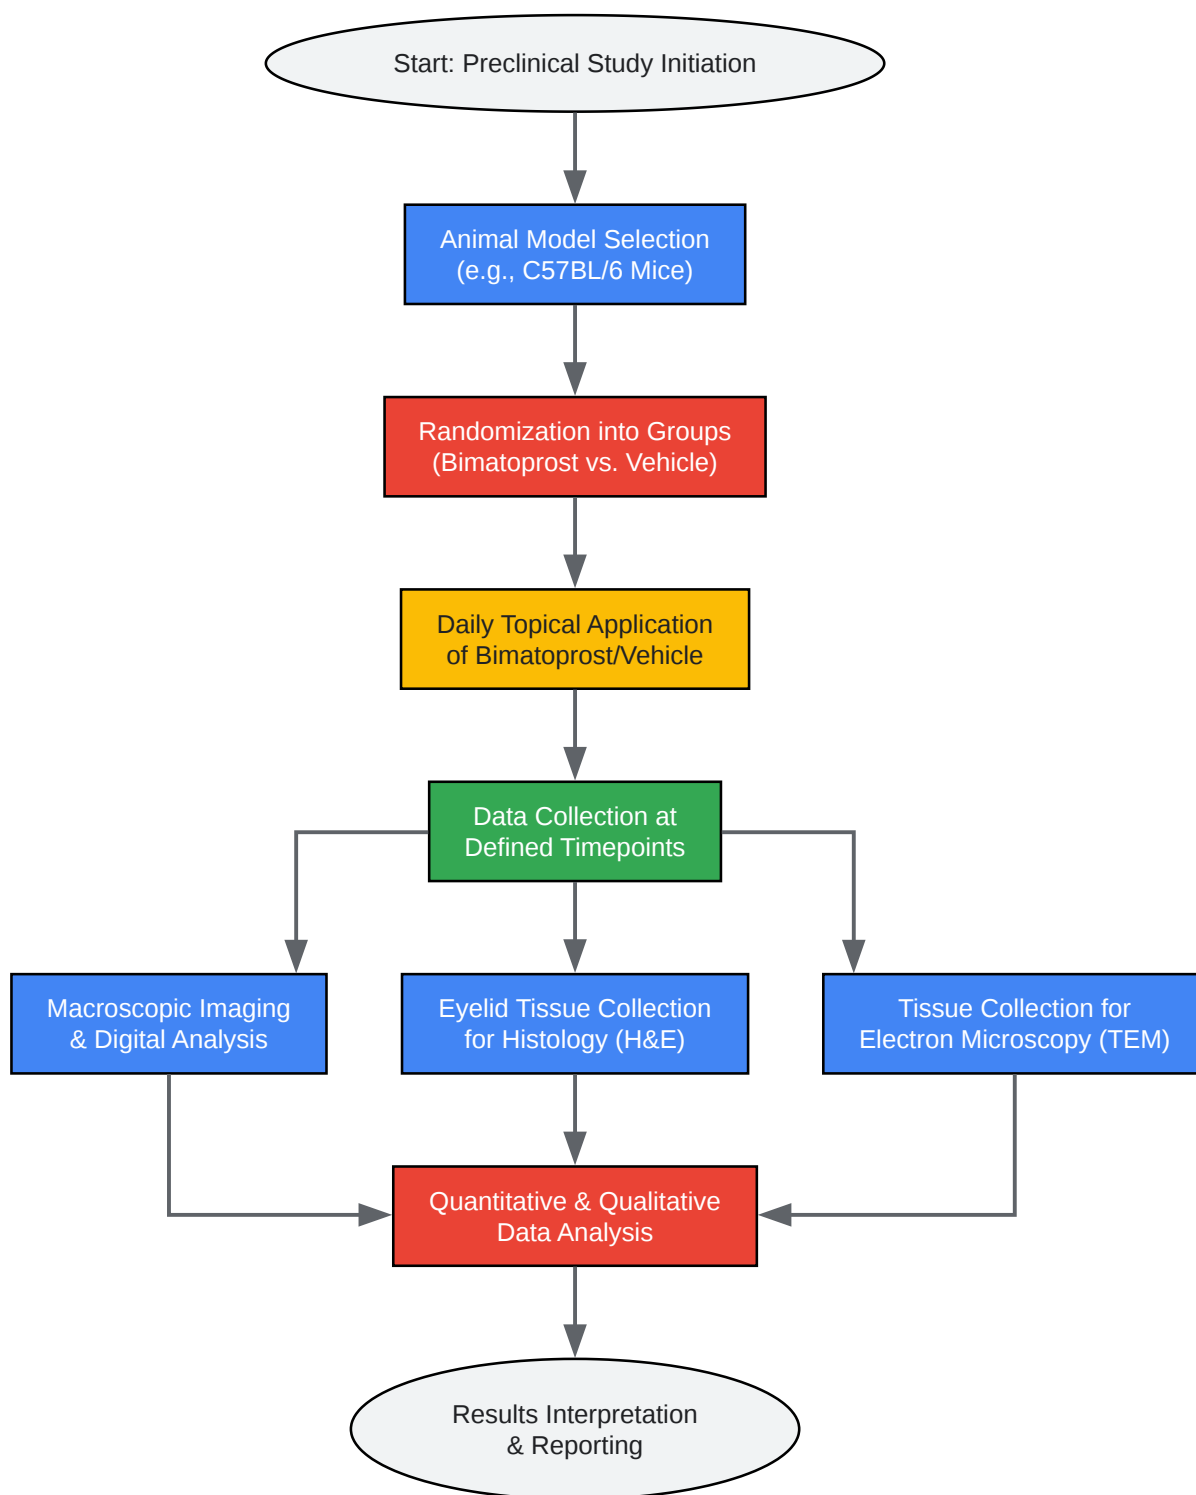 Start: Preclinical Study Initiation
Animal Model Selection
(e.g., C57BL/6 Mice)
Randomization into Groups
(Bimatoprost vs. Vehicle)
Daily Topical Application
of Bimatoprost/Vehicle
Data Collection at
Defined Timepoints
Macroscopic Imaging
& Digital Analysis
Eyelid Tissue Collection
for Histology (H&E)
Tissue Collection for
Electron Microscopy (TEM)
Quantitative & Qualitative
Data Analysis
Results Interpretation
& Reporting